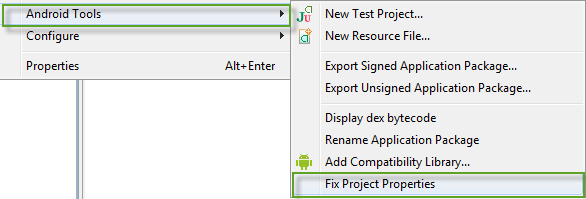 Android Tools
Configure
Properties Alt+Enter
New Test Project...
New Resource File...
Export Signed Application Package...
Export Unsigned Application Package...
Display dex bytecode
Rename Application Package
Add Compatibility Library...
Fix Project Properties